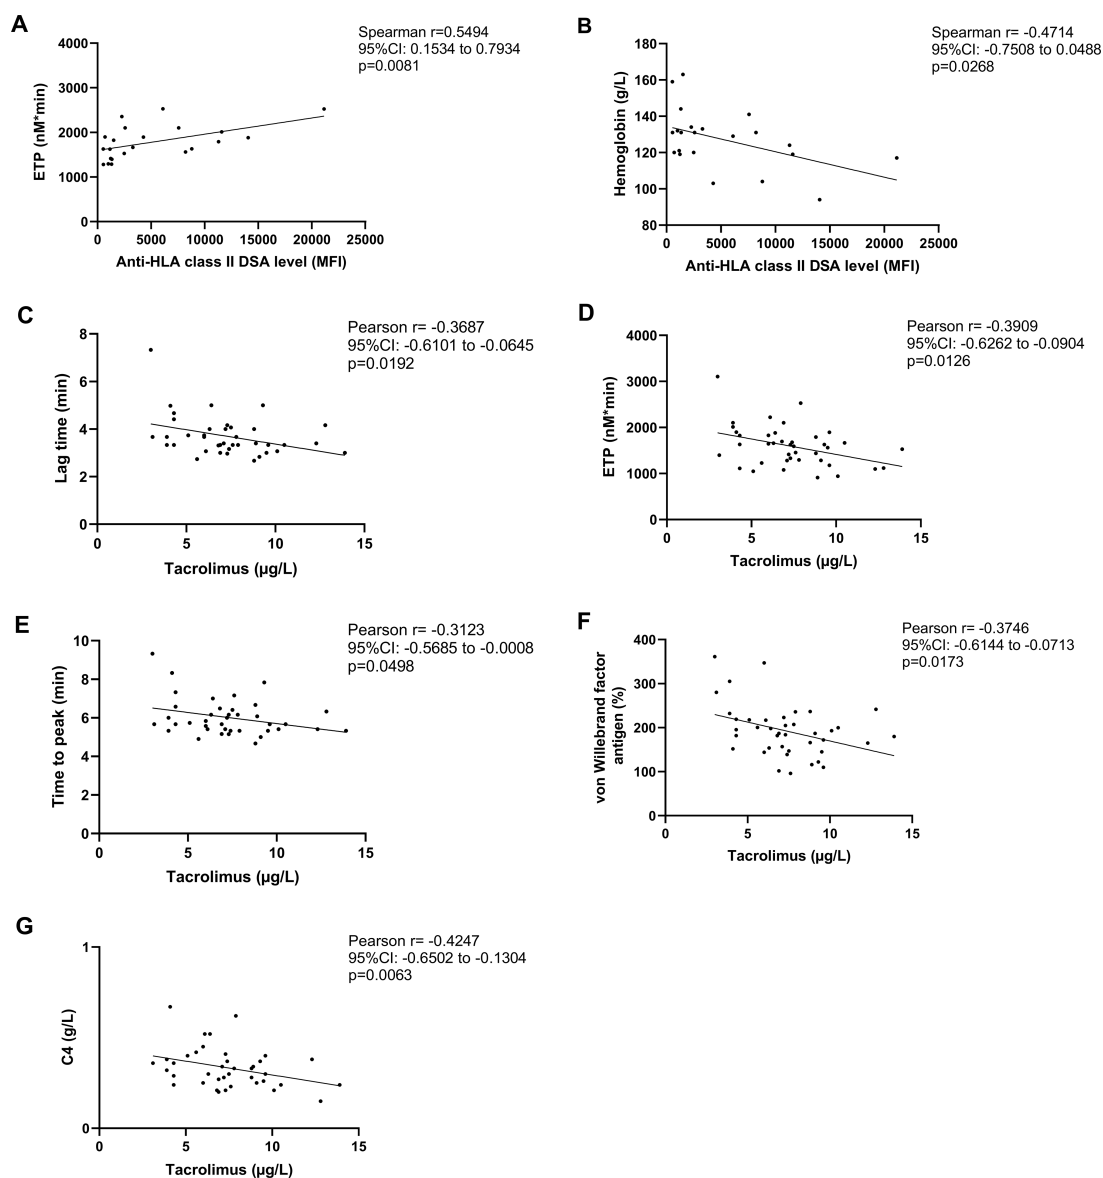 A
Spearman r=0.5494
95%CI: 0.1534 to 0.7934
p=0.0081
4000
3000
2000
1000
0
ETP (nM*min)
0 5000 10000 15000 20000 25000
Anti-HLA class II DSA level (MFI)
B
Spearman r= -0.4714
95%CI: -0.7508 to 0.0488
p=0.0268
180
160
140
120
100
80
Hemoglobin (g/L)
0 5000 10000 15000 20000 25000
Anti-HLA class II DSA level (MFI)
C
Pearson r= -0.3687
95%CI: -0.6101 to -0.0645
p=0.0192
8
6
4
2
0
Lag time (min)
0 5 10 15
Tacrolimus (µg/L)
D
Pearson r= -0.3909
95%CI: -0.6262 to -0.0904
p=0.0126
4000
3000
2000
1000
0
ETP (nM*min)
0 5 10 15
Tacrolimus (µg/L)
E
Pearson r= -0.3123
95%CI: -0.5685 to -0.0008
p=0.0498
10
8
6
4
2
0
Time to peak (min)
0 5 10 15
Tacrolimus (µg/L)
F
Pearson r= -0.3746
95%CI: -0.6144 to -0.0713
p=0.0173
400
300
200
100
0
von Willebrand factor
antigen (%)
0 5 10 15
Tacrolimus (µg/L)
G
Pearson r= -0.4247
95%CI: -0.6502 to -0.1304
p=0.0063
1
0
C4 (g/L)
0 5 10 15
Tacrolimus (µg/L)